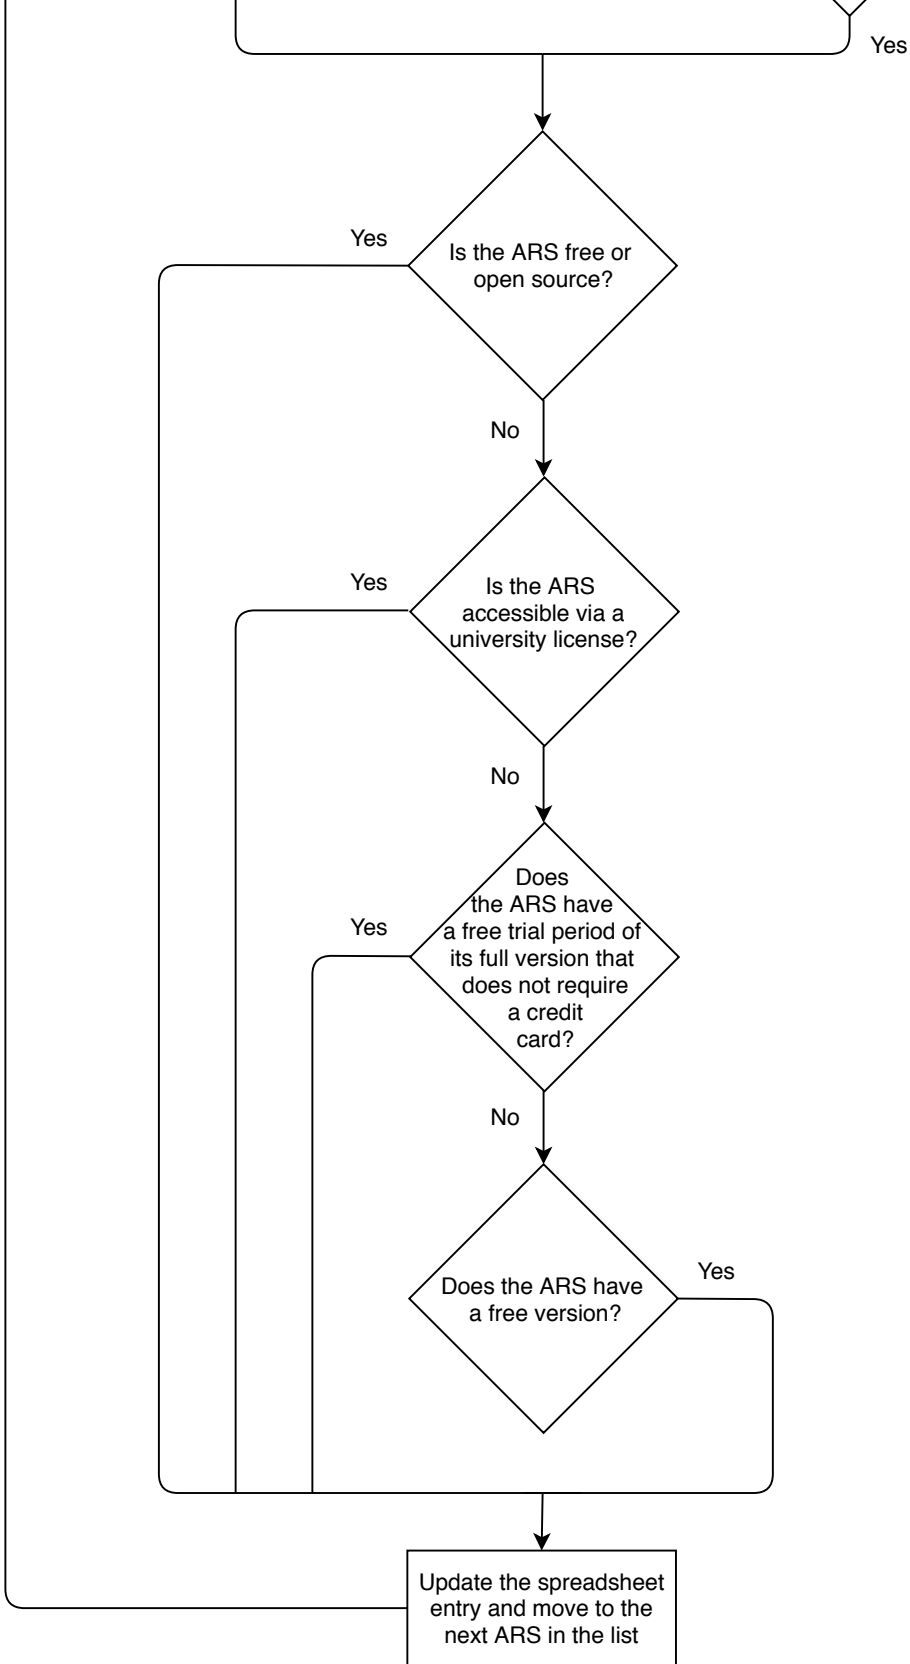 Yes
Yes
Is the ARS free or
open source?
No
Yes
Is the ARS
accessible via a
university license?
No
Does
the ARS have
Yes
a free trial period of
its full version that
does not require
a credit
card?
No
Yes
Does the ARS have
a free version?
Update the spreadsheet
entry and move to the
next ARS in the list